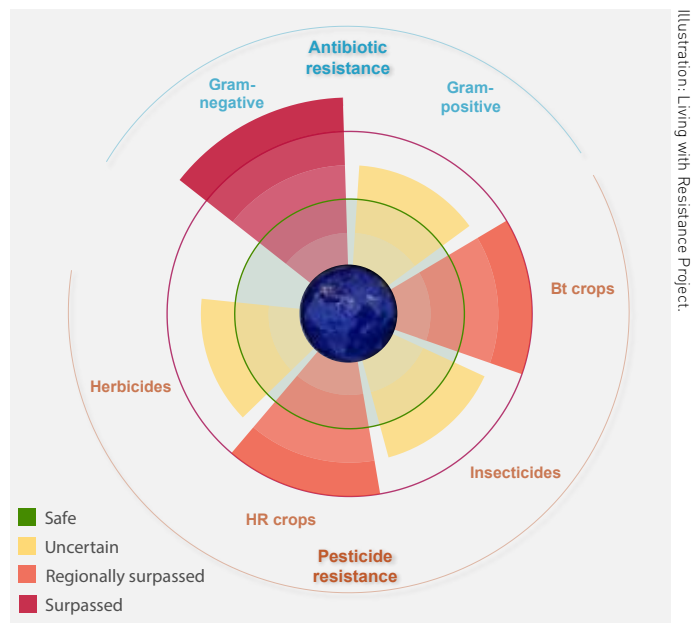 Antibiotic
resistance
Gram-
negative
Gram-
positive
Bt crops
Herbicides
Insecticides
HR crops
Pesticide
resistance
Safe
Uncertain
Regionally surpassed
Surpassed
Illustration: Living with Resistance Project.